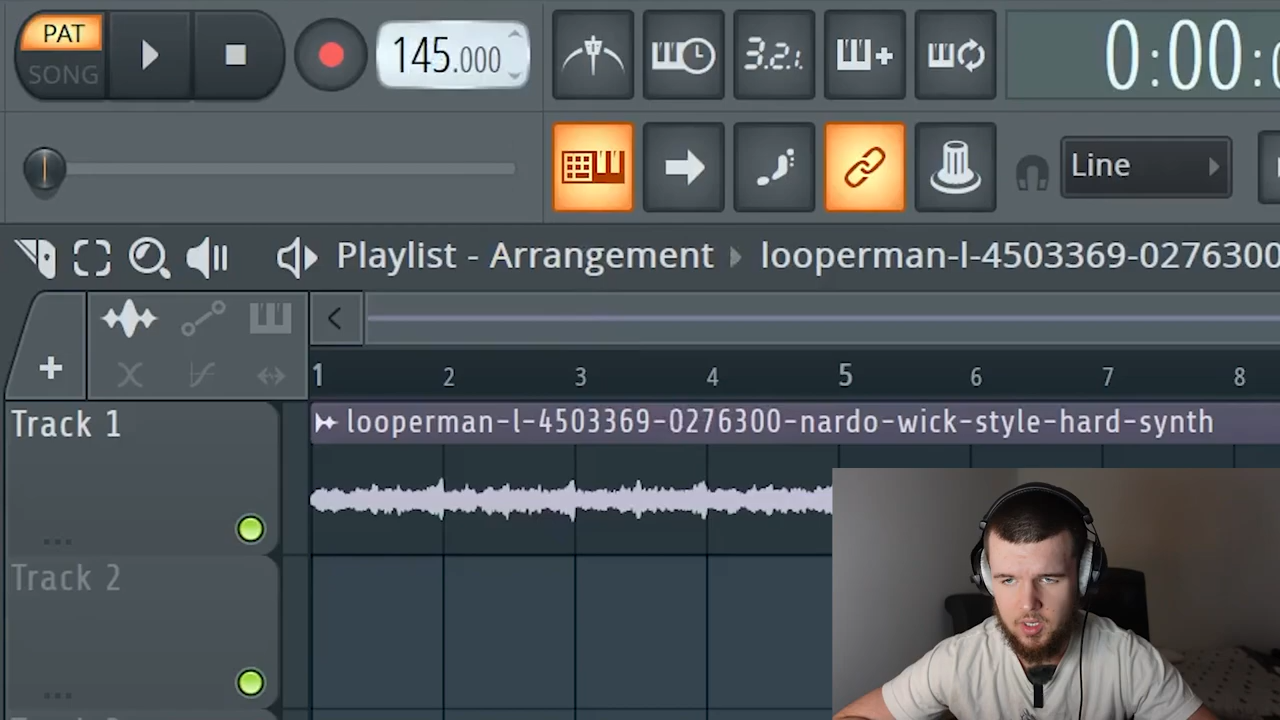 PAT
SONG
145.000
3.2.1.
0:00:
Line
Playlist - Arrangement
looperman-l-4503369-0276300
1 2 3 4 5 6 7 8
Track 1
looperman-l-4503369-0276300-nardo-wick-style-hard-synth
Track 2